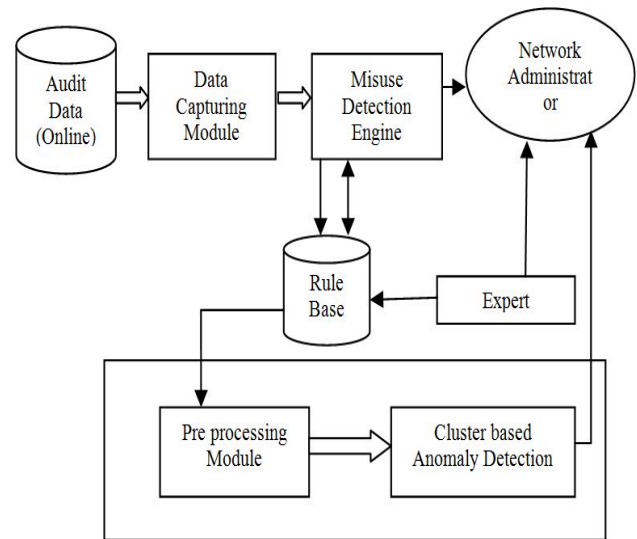 Audit
Data
(Online)
Data
Capturing
Module
Misuse
Detection
Engine
Network
Administrat
or
Rule
Base
Expert
Pre processing
Module
Cluster based
Anomaly Detection